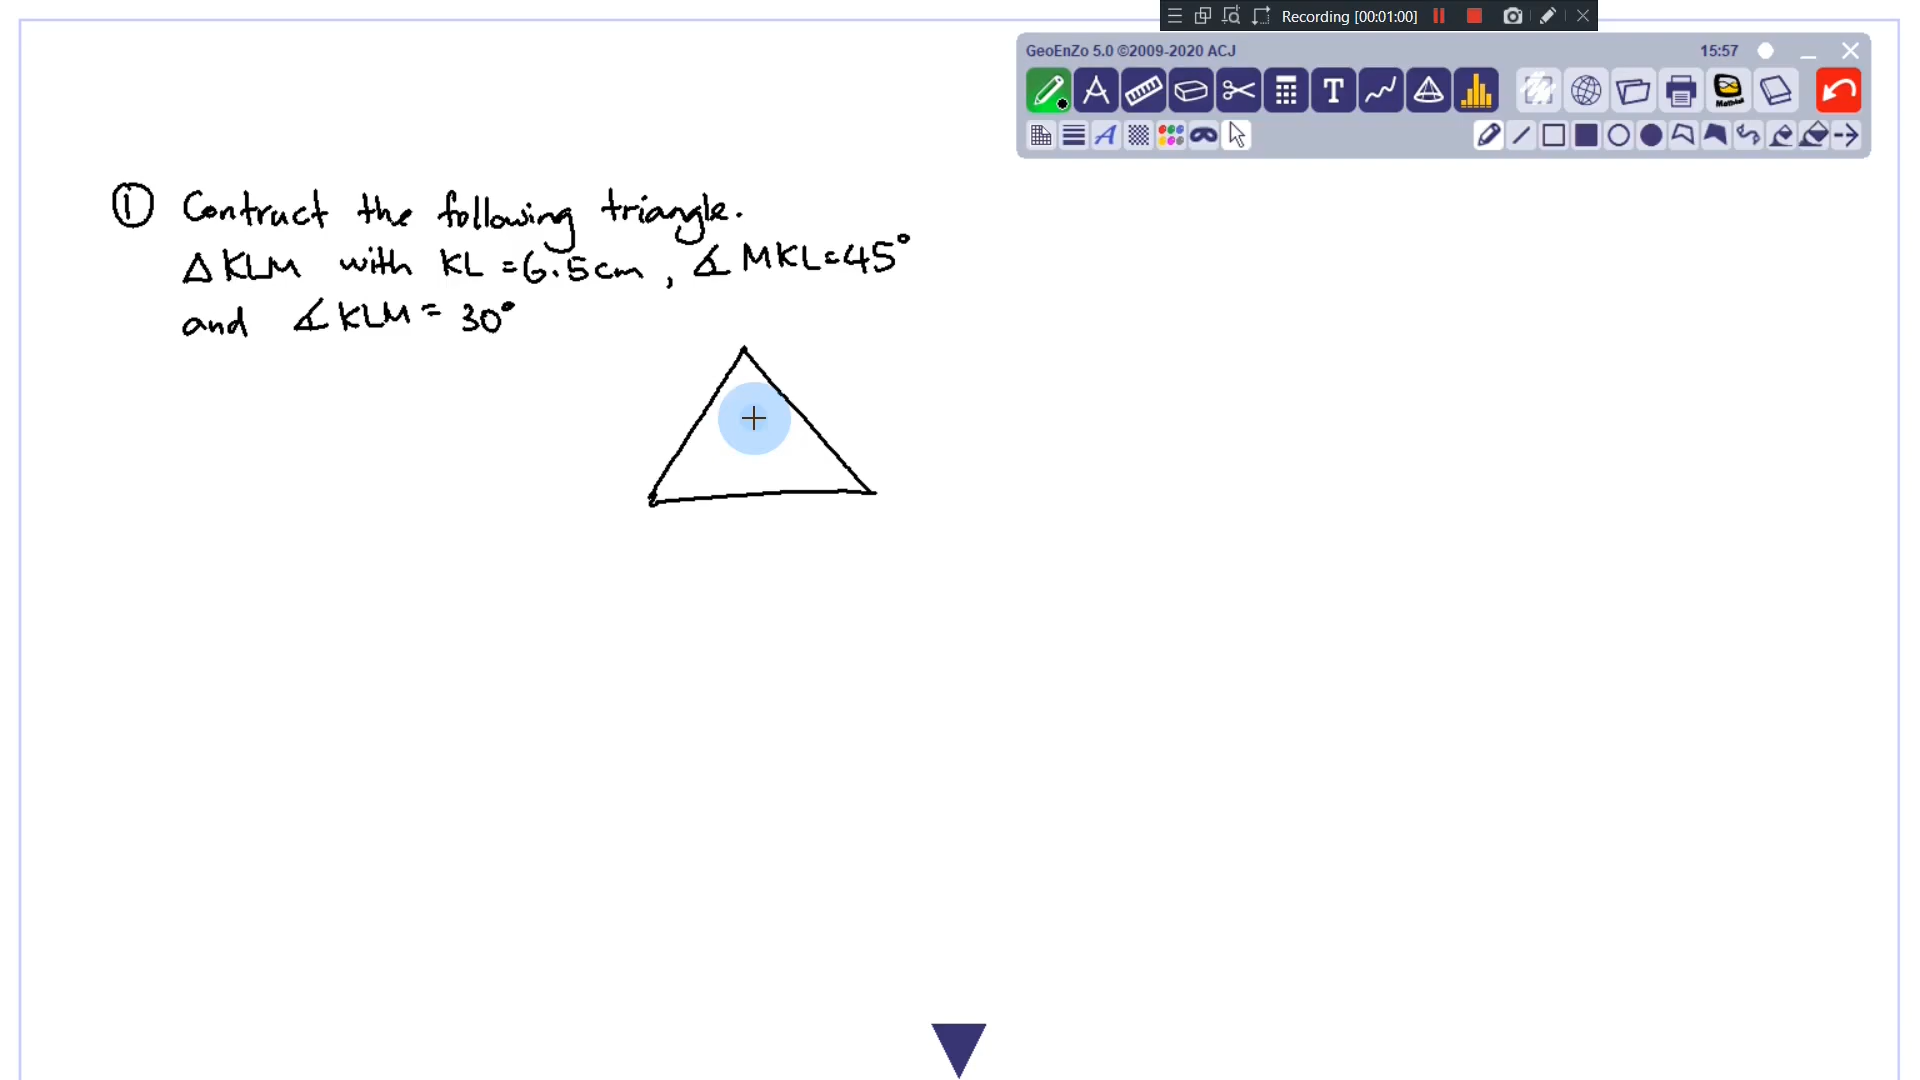 Recording [00:01:00]
GeoEnZo 5.0 ©2009-2020 ACJ 15:57
① Contruct the following triangle.
△KLM with KL = 6.5cm, ∡MKL=45°
and ∡KLM = 30°